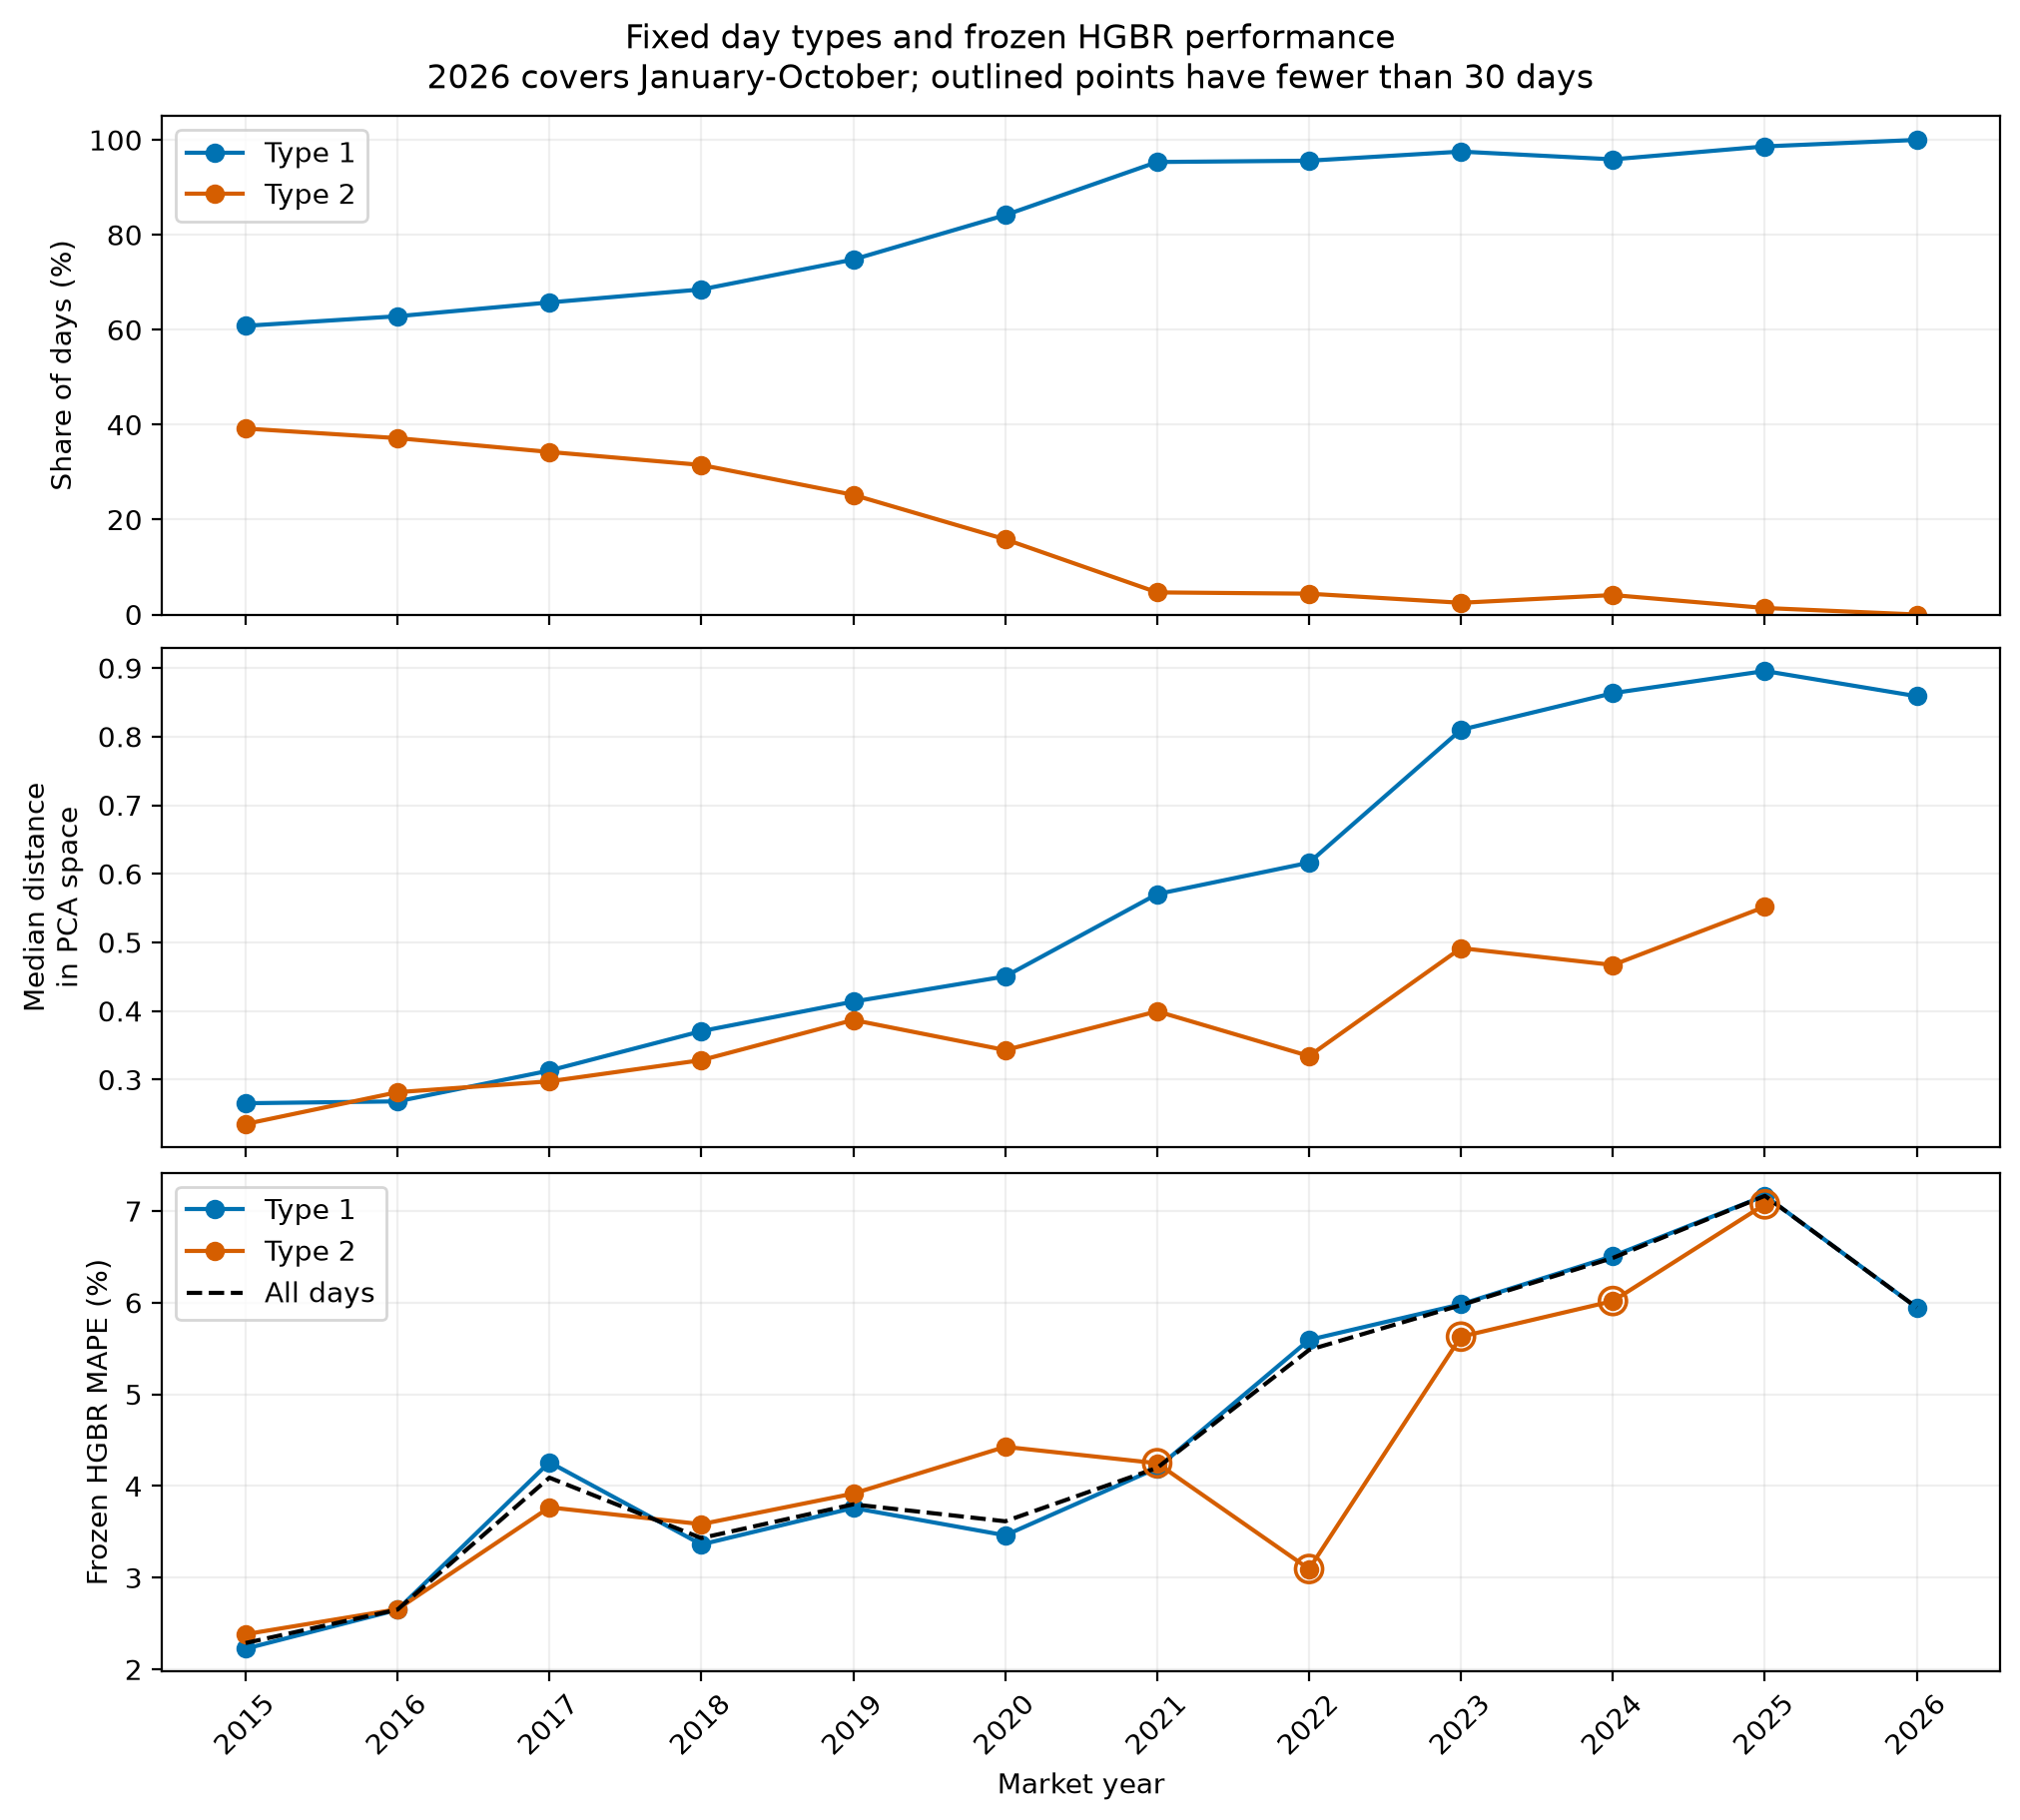 Fixed day types and frozen HGBR performance
2026 covers January-October; outlined points have fewer than 30 days
Type 1
Type 2
100
80
60
40
20
0
Share of days (%)
0.9
0.8
0.7
0.6
0.5
0.4
0.3
Median distance
in PCA space
Type 1
Type 2
All days
7
6
5
4
3
2
Frozen HGBR MAPE (%)
2015
2016
2017
2018
2019
2020
2021
2022
2023
2024
2025
2026
Market year